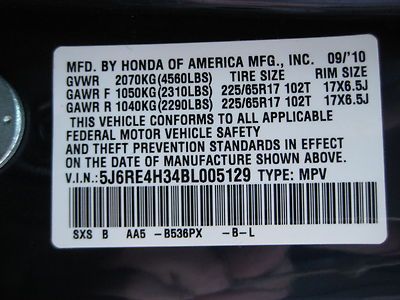 MFD. BY HONDA OF AMERICA MFG., INC. 09/'10
GVWR 2070KG(4560LBS) TIRE SIZE RIM SIZE
GAWR F 1050KG(2310LBS) 225/65R17 102T 17X6.5J
GAWR R 1040KG(2290LBS) 225/65R17 102T 17X6.5J
THIS VEHICLE CONFORMS TO ALL APPLICABLE
FEDERAL MOTOR VEHICLE SAFETY
AND THEFT PREVENTION STANDARDS IN EFFECT ON
THE DATE OF MANUFACTURE SHOWN ABOVE.
V.I.N.: 5J6RE4H34BL005129 TYPE: MPV
SXS B AA5 -B536PX -B-L